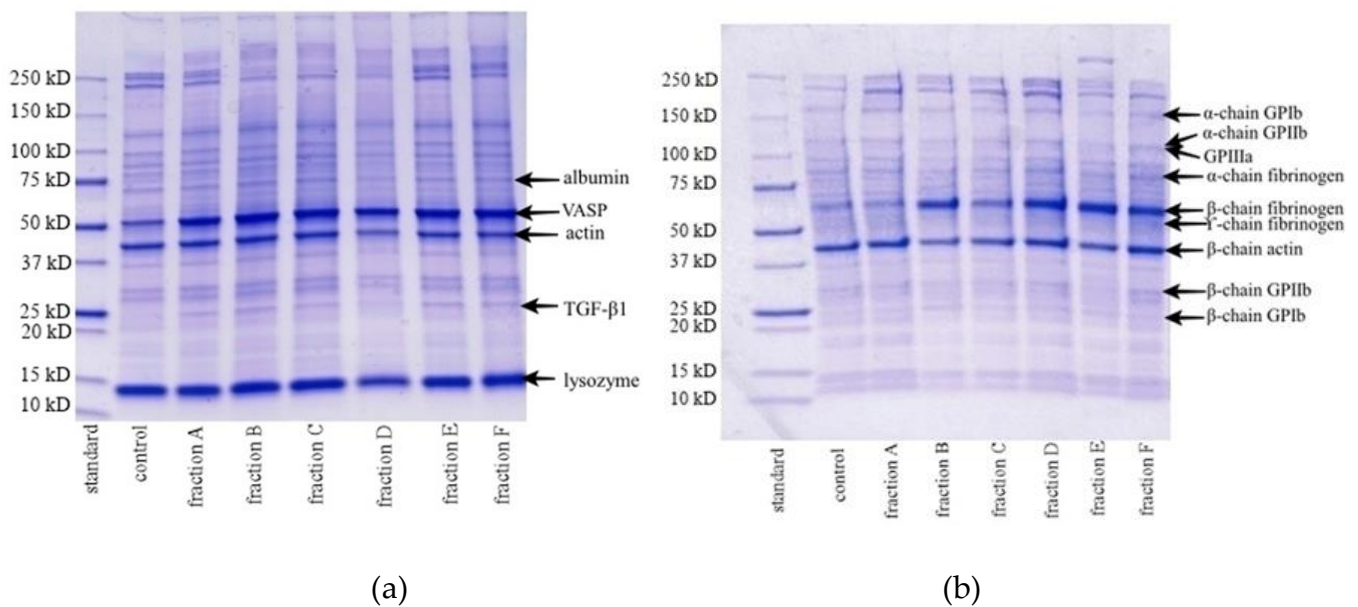 250 kD
150 kD
100 kD
75 kD
50 kD
37 kD
25 kD
20 kD
15 kD
10 kD
albumin
VASP
actin
TGF-β1
lysozyme
standard
control
fraction A
fraction B
fraction C
fraction D
fraction E
fraction F
(a)
250 kD
150 kD
100 kD
75 kD
50 kD
37 kD
25 kD
20 kD
15 kD
10 kD
α-chain GPIb
α-chain GPIIb
GPIIIa
α-chain fibrinogen
β-chain fibrinogen
ϒ-chain fibrinogen
β-chain actin
β-chain GPIIb
β-chain GPIb
standard
control
fraction A
fraction B
fraction C
fraction D
fraction E
fraction F
(b)